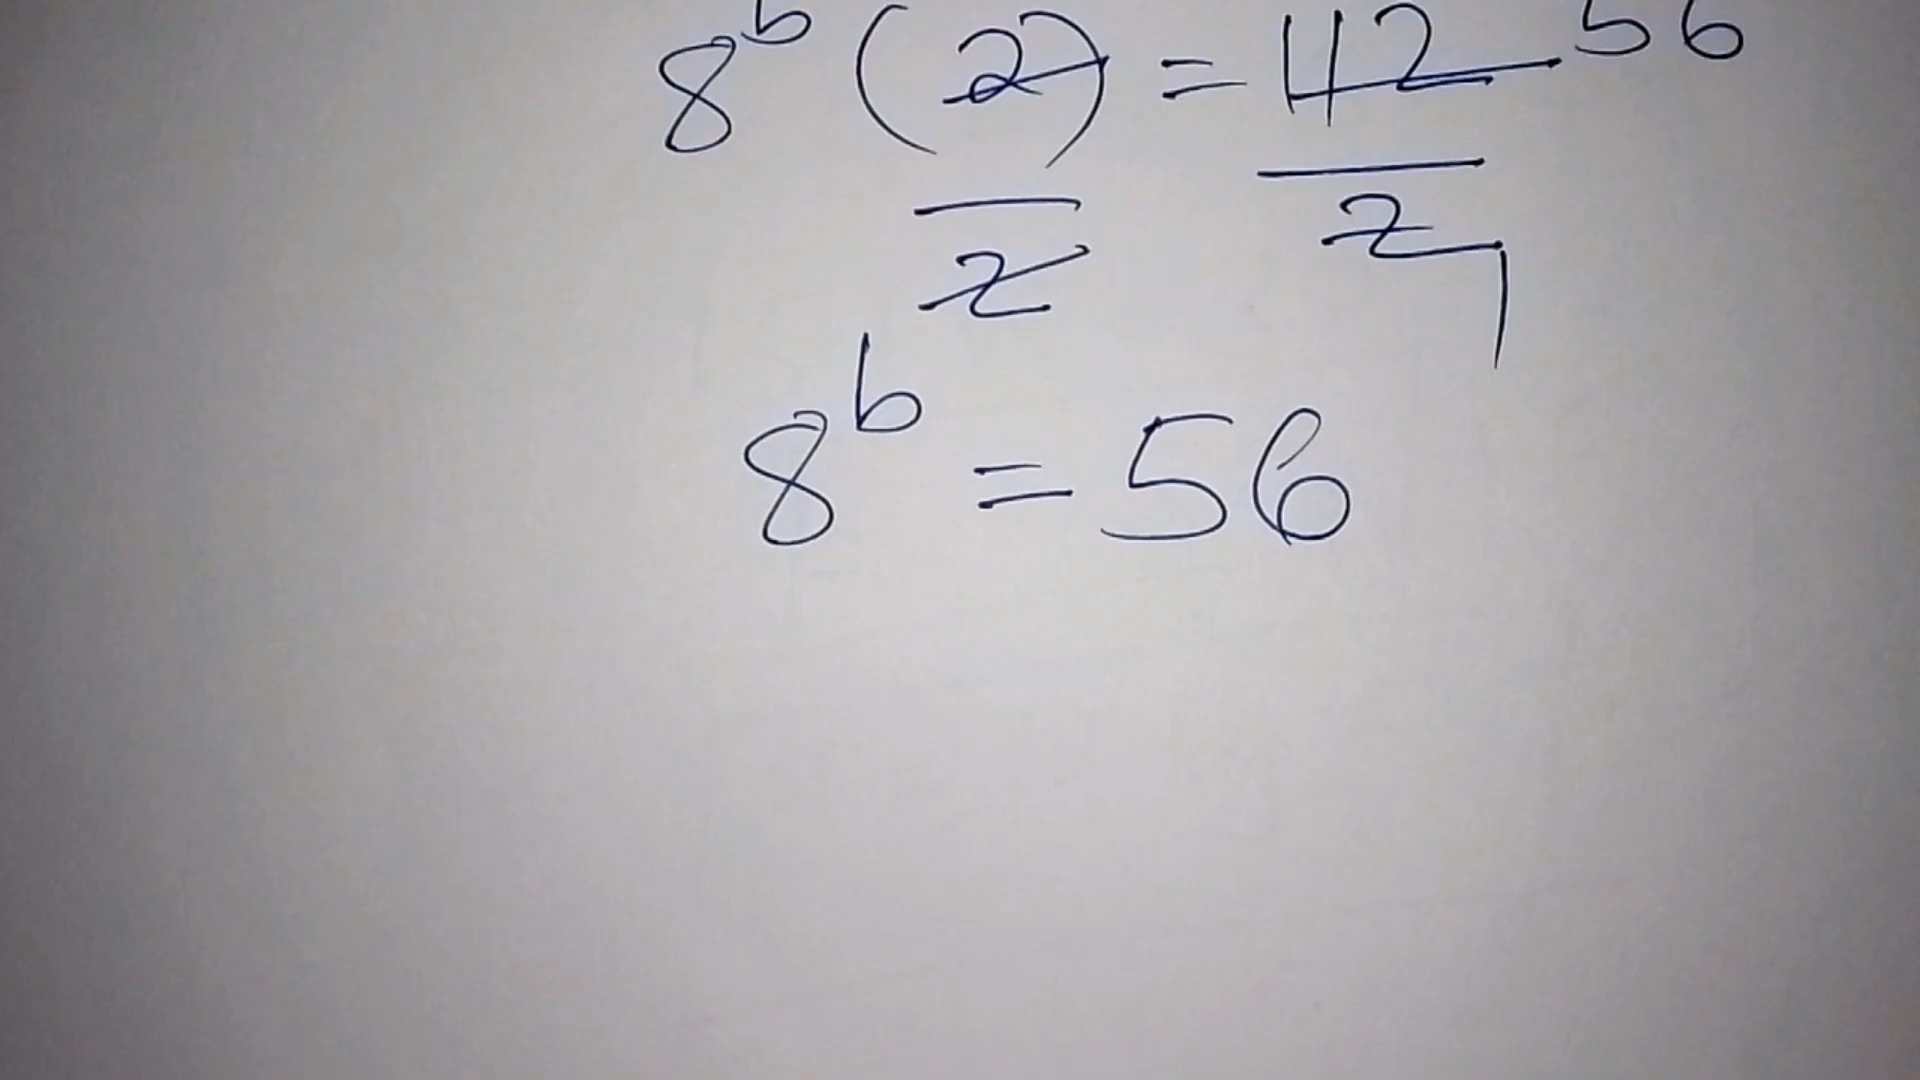 8^b (2) = 42 56
2 2
8^b = 56